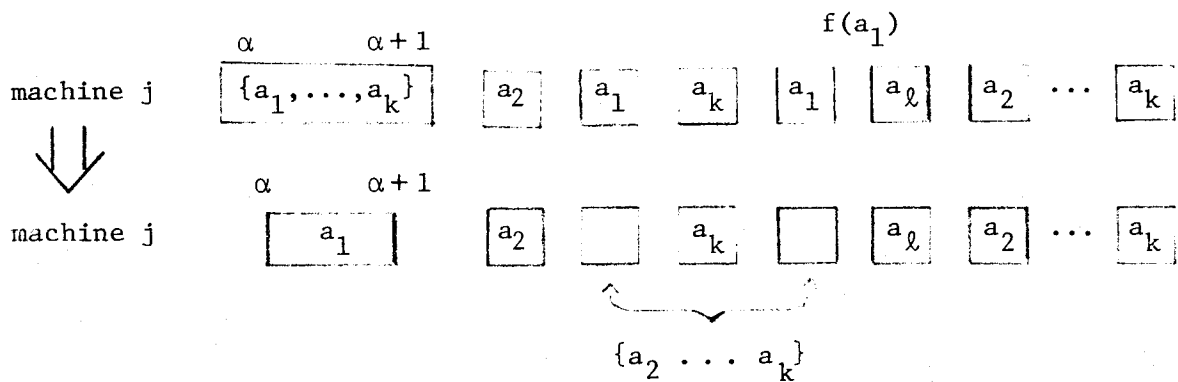 f(a₁)
α α + 1
machine j {a₁,...,aₖ} a₂ a₁ aₖ a₁ aℓ a₂ ... aₖ
α α + 1
machine j a₁ a₂ aₖ aℓ a₂ ... aₖ
{a₂ ... aₖ}